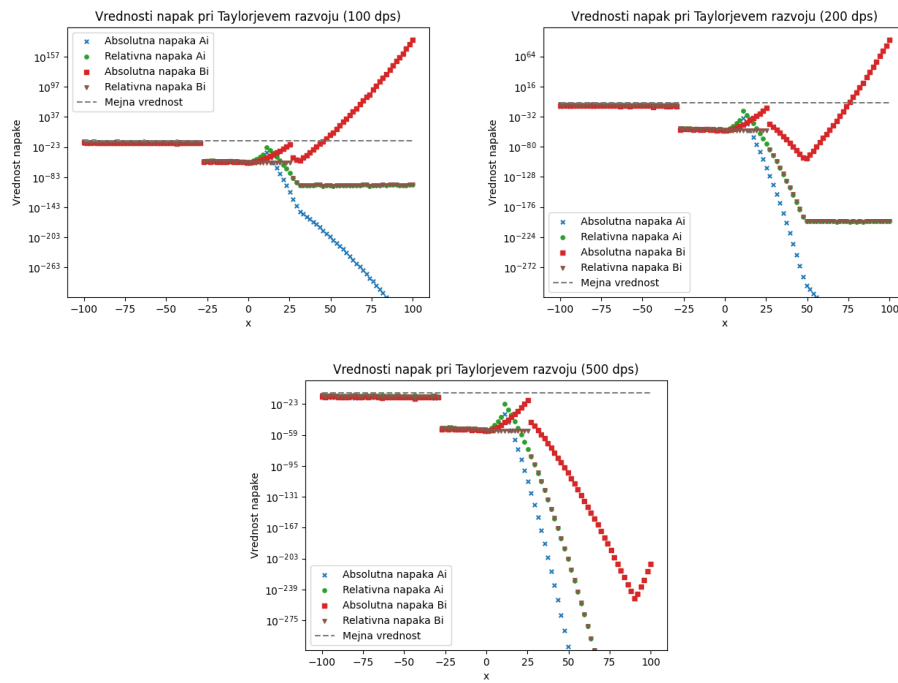 Vrednosti napak pri Taylorjevem razvoju (100 dps)
Vrednost napake
10^157
10^97
10^37
10^-23
10^-83
10^-143
10^-203
10^-263
Absolutna napaka Ai
Relativna napaka Ai
Absolutna napaka Bi
Relativna napaka Bi
Mejna vrednost
−100 −75 −50 −25 0 25 50 75 100
x
Vrednosti napak pri Taylorjevem razvoju (200 dps)
Vrednost napake
10^64
10^16
10^-32
10^-80
10^-128
10^-176
10^-224
10^-272
Absolutna napaka Ai
Relativna napaka Ai
Absolutna napaka Bi
Relativna napaka Bi
Mejna vrednost
−100 −75 −50 −25 0 25 50 75 100
x
Vrednosti napak pri Taylorjevem razvoju (500 dps)
Vrednost napake
10^-23
10^-59
10^-95
10^-131
10^-167
10^-203
10^-239
10^-275
Absolutna napaka Ai
Relativna napaka Ai
Absolutna napaka Bi
Relativna napaka Bi
Mejna vrednost
−100 −75 −50 −25 0 25 50 75 100
x